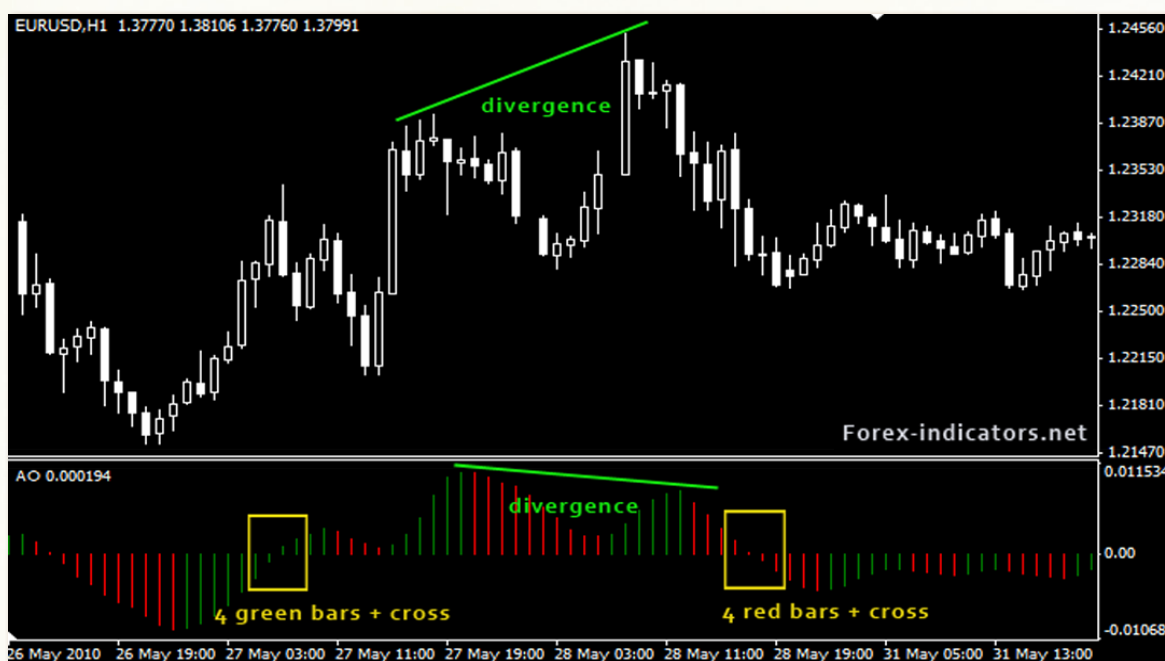 EURUSD,H1 1.37770 1.38106 1.37760 1.37991
1.24560
1.24210
divergence
1.23870
1.23530
1.23180
1.22840
1.22500
1.22150
1.21810
Forex-indicators.net
1.21470
AO 0.000194
0.011534
divergence
0.00
4 green bars + cross
4 red bars + cross
-0.01068
26 May 2010 26 May 19:00 27 May 03:00 27 May 11:00 27 May 19:00 28 May 03:00 28 May 11:00 28 May 19:00 31 May 05:00 31 May 13:00